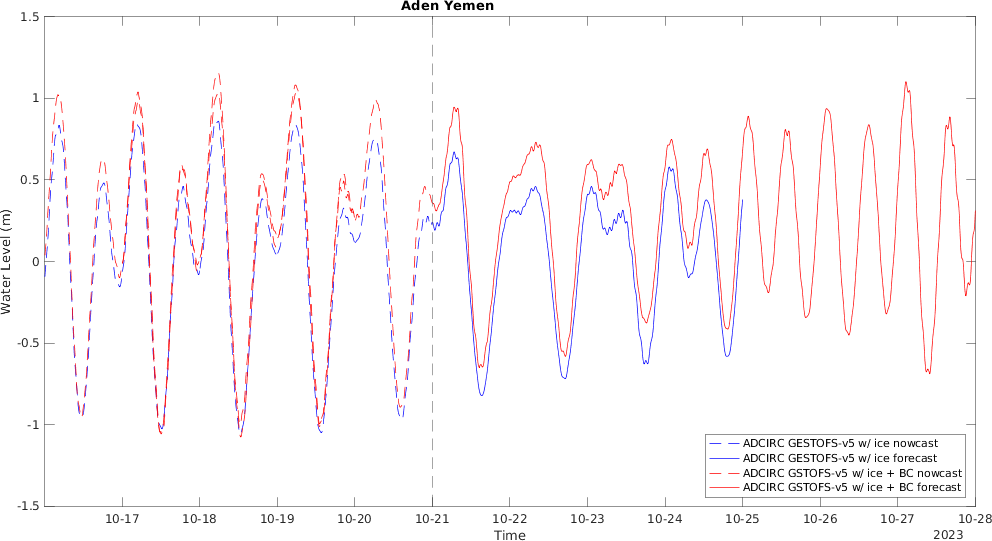 Aden Yemen
1.5
1
0.5
0
-0.5
-1
-1.5
Water Level (m)
10-17 10-18 10-19 10-20 10-21 10-22 10-23 10-24 10-25 10-26 10-27 10-28
Time
2023
ADCIRC GESTOFS-v5 w/ ice nowcast
ADCIRC GESTOFS-v5 w/ ice forecast
ADCIRC GSTOFS-v5 w/ ice + BC nowcast
ADCIRC GSTOFS-v5 w/ ice + BC forecast